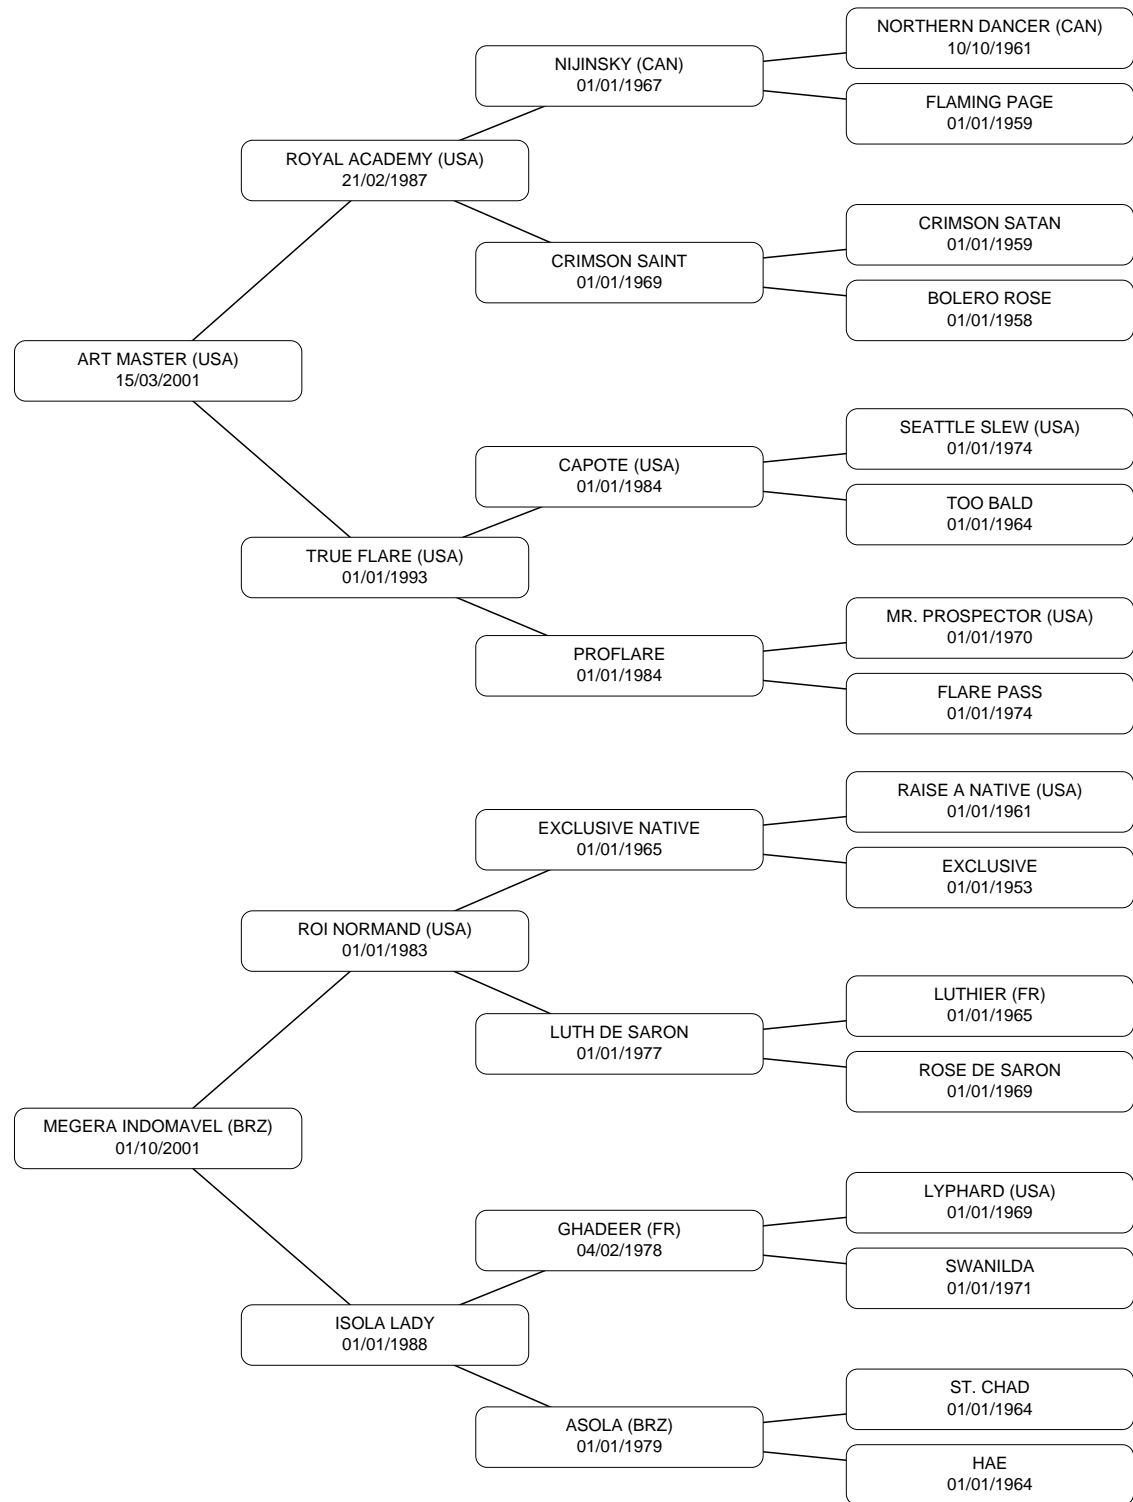 NORTHERN DANCER (CAN)
10/10/1961
NIJINSKY (CAN)
01/01/1967
FLAMING PAGE
01/01/1959
ROYAL ACADEMY (USA)
21/02/1987
CRIMSON SATAN
01/01/1959
CRIMSON SAINT
01/01/1969
BOLERO ROSE
01/01/1958
ART MASTER (USA)
15/03/2001
SEATTLE SLEW (USA)
01/01/1974
CAPOTE (USA)
01/01/1984
TOO BALD
01/01/1964
TRUE FLARE (USA)
01/01/1993
MR. PROSPECTOR (USA)
01/01/1970
PROFLARE
01/01/1984
FLARE PASS
01/01/1974
RAISE A NATIVE (USA)
01/01/1961
EXCLUSIVE NATIVE
01/01/1965
EXCLUSIVE
01/01/1953
ROI NORMAND (USA)
01/01/1983
LUTHIER (FR)
01/01/1965
LUTH DE SARON
01/01/1977
ROSE DE SARON
01/01/1969
MEGERA INDOMAVEL (BRZ)
01/10/2001
LYPHARD (USA)
01/01/1969
GHADEER (FR)
04/02/1978
SWANILDA
01/01/1971
ISOLA LADY
01/01/1988
ST. CHAD
01/01/1964
ASOLA (BRZ)
01/01/1979
HAE
01/01/1964